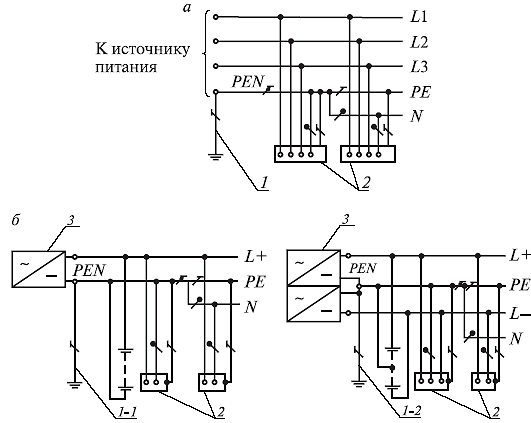 а
L1
L2
К источнику
питания
L3
PEN
PE
N
1
2
б
3
3
~
–
PEN
L+
PE
N
1-1
2
~
–
~
–
PEN
L+
PE
L–
N
1-2
2